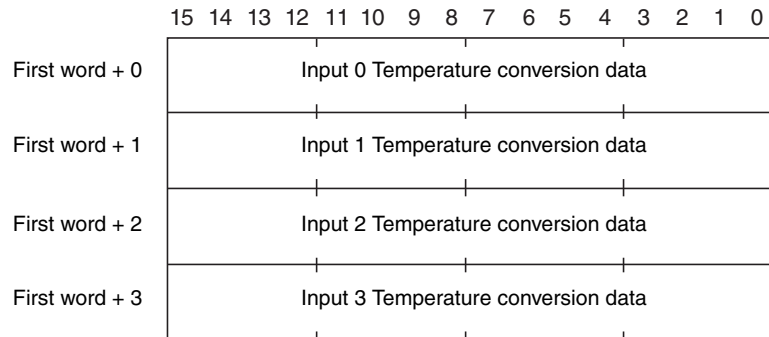 15 14 13 12 11 10 9 8 7 6 5 4 3 2 1 0
First word + 0 Input 0 Temperature conversion data
First word + 1 Input 1 Temperature conversion data
First word + 2 Input 2 Temperature conversion data
First word + 3 Input 3 Temperature conversion data